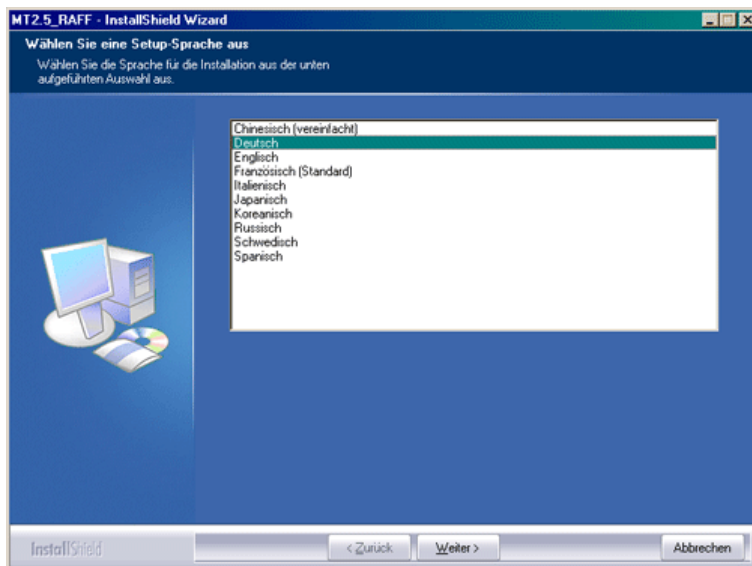 MT2.5_RAFF - InstallShield Wizard
Wählen Sie eine Setup-Sprache aus
Wählen Sie die Sprache für die Installation aus der unten
aufgeführten Auswahl aus.
Chinesisch (vereinfacht)
Deutsch
Englisch
Französisch (Standard)
Italienisch
Japanisch
Koreanisch
Russisch
Schwedisch
Spanisch
InstallShield
< Zurück
Weiter >
Abbrechen